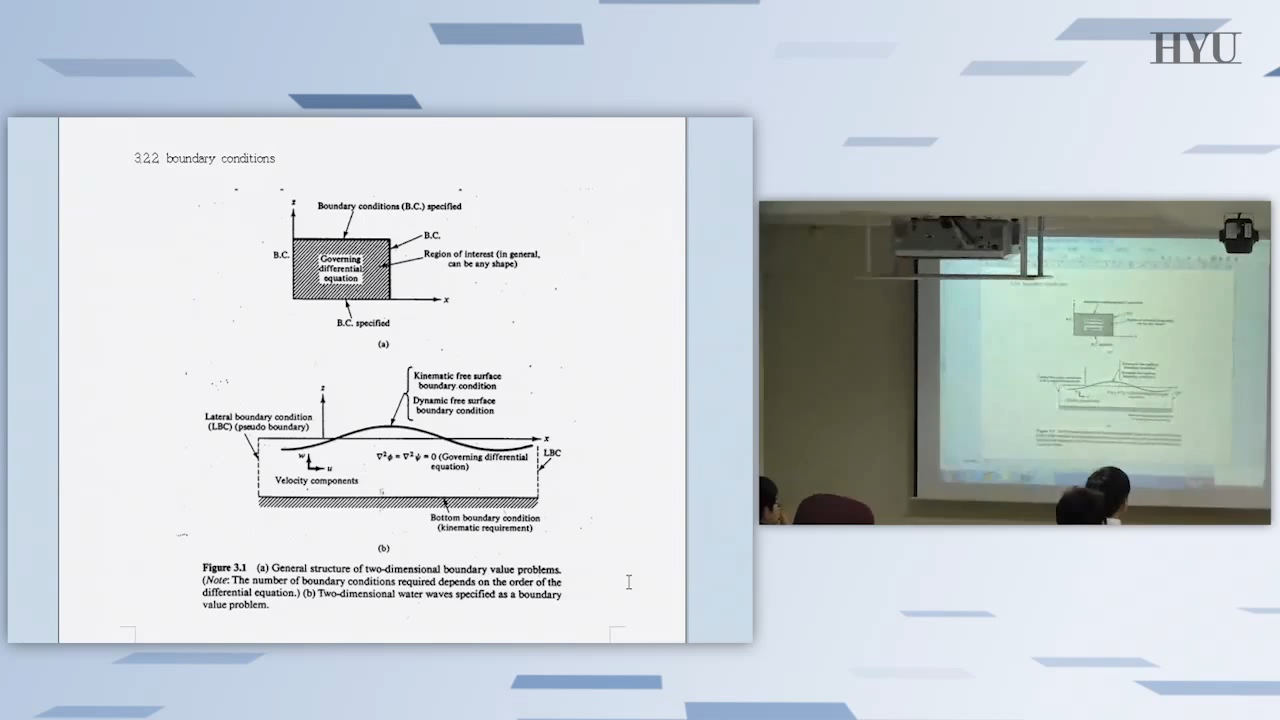 HYU
3.2.2. boundary conditions
z
Boundary conditions (B.C.) specified
B.C.
B.C.
Governing
differential
equation
Region of interest (in general,
can be any shape)
x
B.C. specified
(a)
Kinematic free surface
boundary condition
Dynamic free surface
boundary condition
z
Lateral boundary condition
(LBC) (pseudo boundary)
x
w
u
∇²φ = ∇²ψ = 0 (Governing differential
equation)
LBC
Velocity components
Bottom boundary condition
(kinematic requirement)
(b)
Figure 3.1 (a) General structure of two-dimensional boundary value problems.
(Note: The number of boundary conditions required depends on the order of the
differential equation.) (b) Two-dimensional water waves specified as a boundary
value problem.